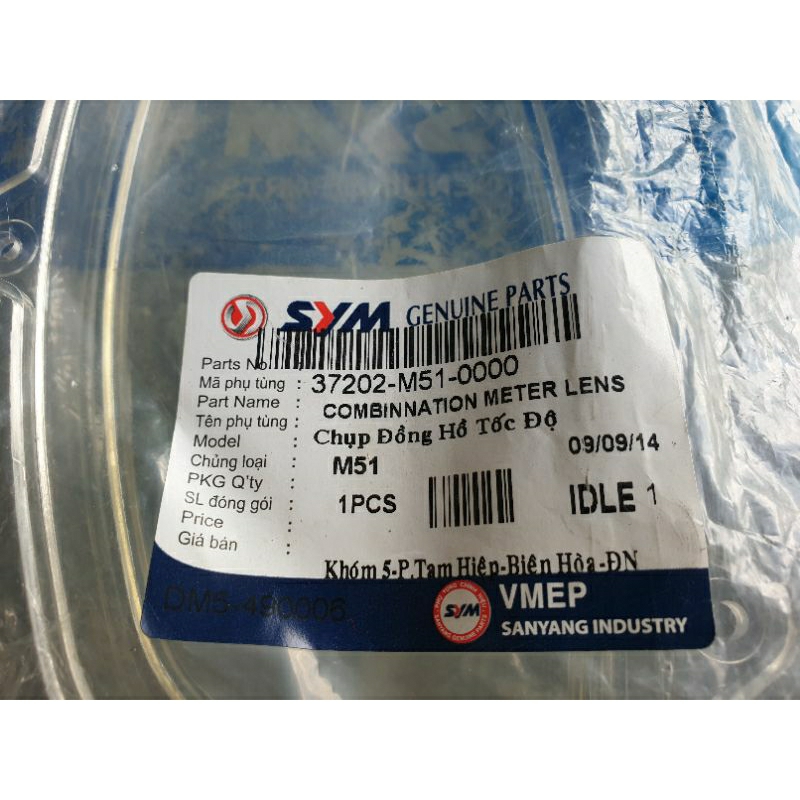 SYM GENUINE PARTS
Parts No
Mã phụ tùng : 37202-M51-0000
Part Name : COMBINNATION METER LENS
Tên phụ tùng : Chụp Đồng Hồ Tốc Độ
Model : 09/09/14
Chủng loại : M51
PKG Q'ty
SL đóng gói : 1PCS IDLE 1
Price
Giá bán :
Khóm 5-P.Tam Hiệp-Biên Hòa-ĐN
DM5-490006
SYM
VMEP
SANYANG INDUSTRY